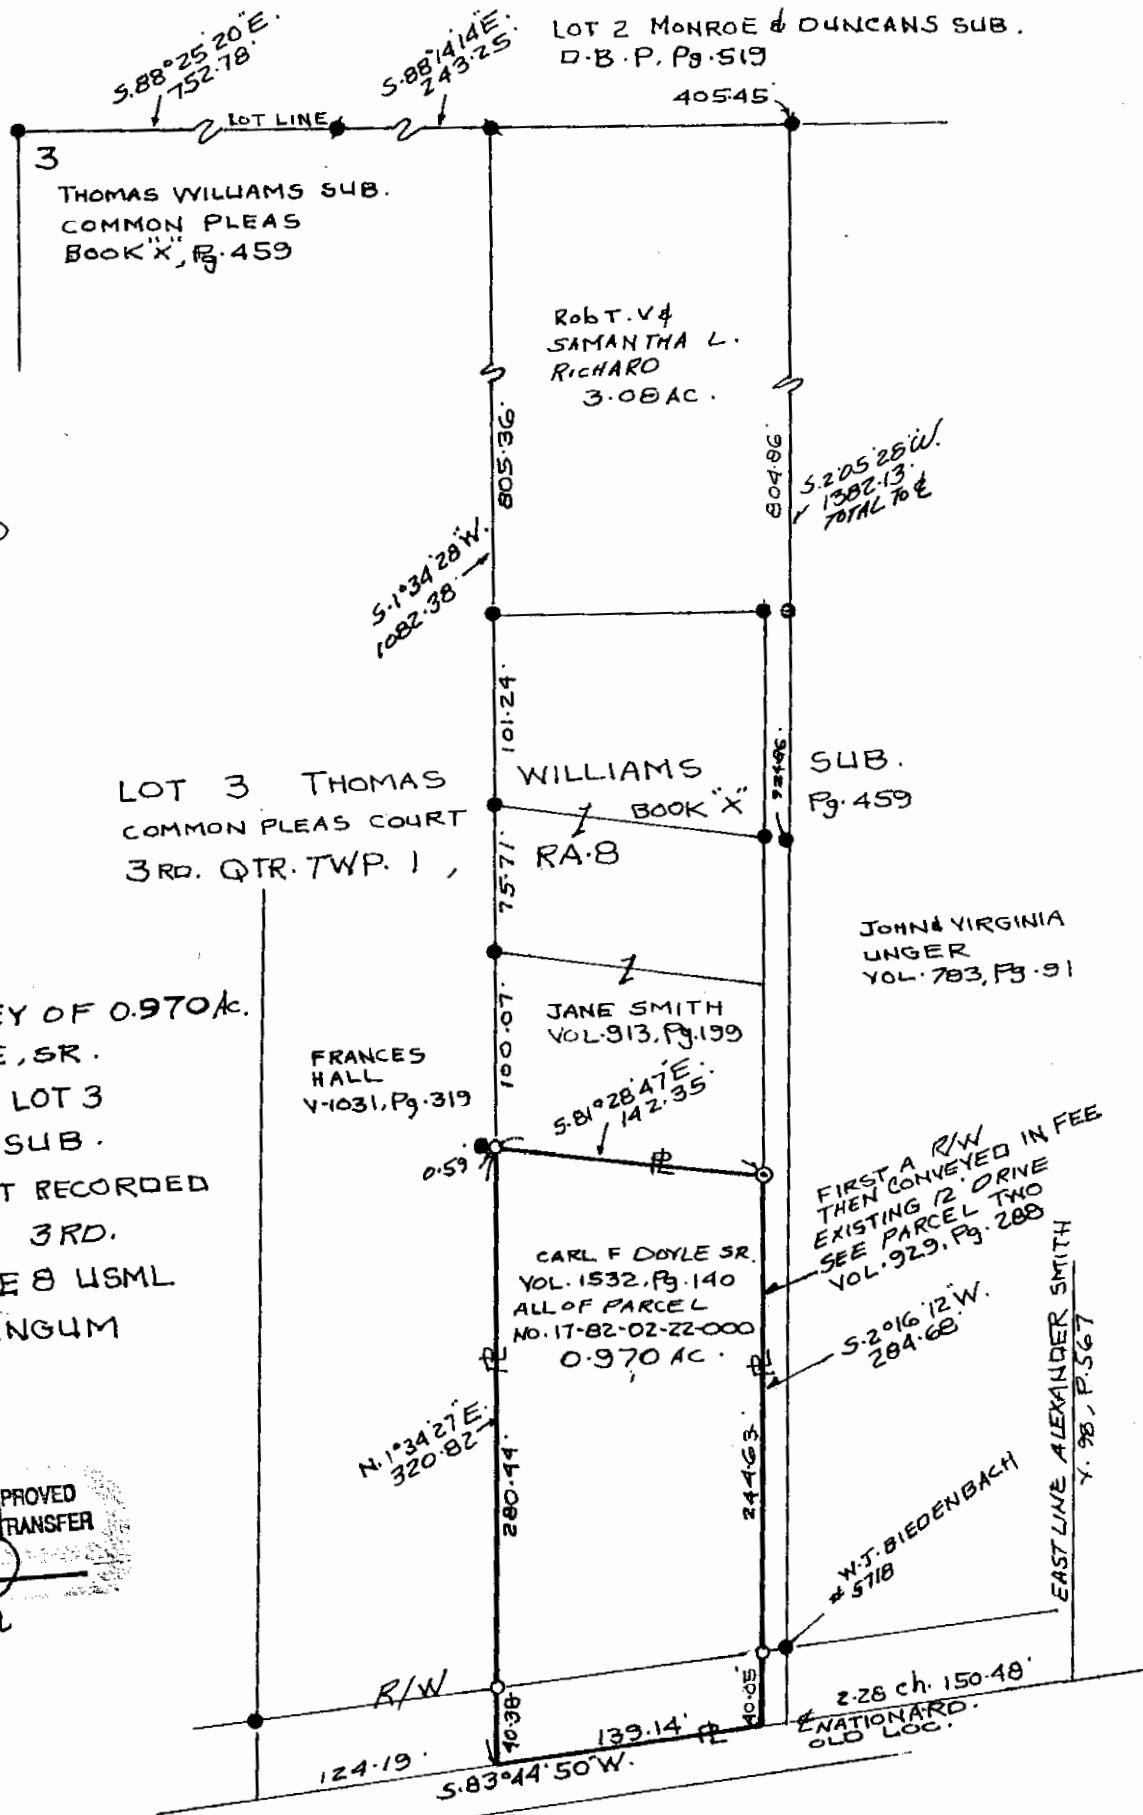 S.88°25'20"E.
752.78'
S.88°14'14"E.
243.25'
LOT 2 MONROE & DUNCANS SUB.
D.B.P. Pg.519
405.45'
LOT LINE
3
THOMAS WILLIAMS SUB.
COMMON PLEAS
BOOK "X", Pg.459
ROBT. V &
SAMANTHA L.
RICHARD
3.08 AC.
805.36'
804.86'
S.2°05'28"W.
1382.13'
TOTAL TO ℄
S.1°34'28"W.
1082.38'
101.24'
LOT 3 THOMAS WILLIAMS SUB.
COMMON PLEAS COURT BOOK "X" Pg.459
3RD. QTR. TWP. 1, RA.8
75.71'
JOHN & VIRGINIA
UNGER
VOL.783, Pg.91
EY OF 0.970 Ac.
E, SR.
LOT 3
SUB.
T RECORDED
3RD.
E 8 USML
NGUM
JANE SMITH
VOL.913, Pg.199
100.07'
FRANCES
HALL
V-1031, Pg.319
S.81°28'47"E.
142.35'
0.59'
℄
FIRST A R/W
THEN CONVEYED IN FEE
EXISTING 12' DRIVE
SEE PARCEL TWO
VOL.929, Pg.288
CARL F DOYLE SR.
VOL.1532, Pg.140
ALL OF PARCEL
NO.17-82-02-22-000
0.970 AC.
S.2°16'12"W.
284.68'
N.1°34'27"E.
320.82'
280.44'
244.63'
EAST LINE ALEXANDER SMITH
V.98, P.567
W.J. BIEDENBACH
# 5718
PROVED
TRANSFER
R/W
40.38'
40.05'
2.28 ch. 150.48'
℄ NATIONAL RD.
OLD LOC.
139.14'
124.19'
S.83°44'50"W.